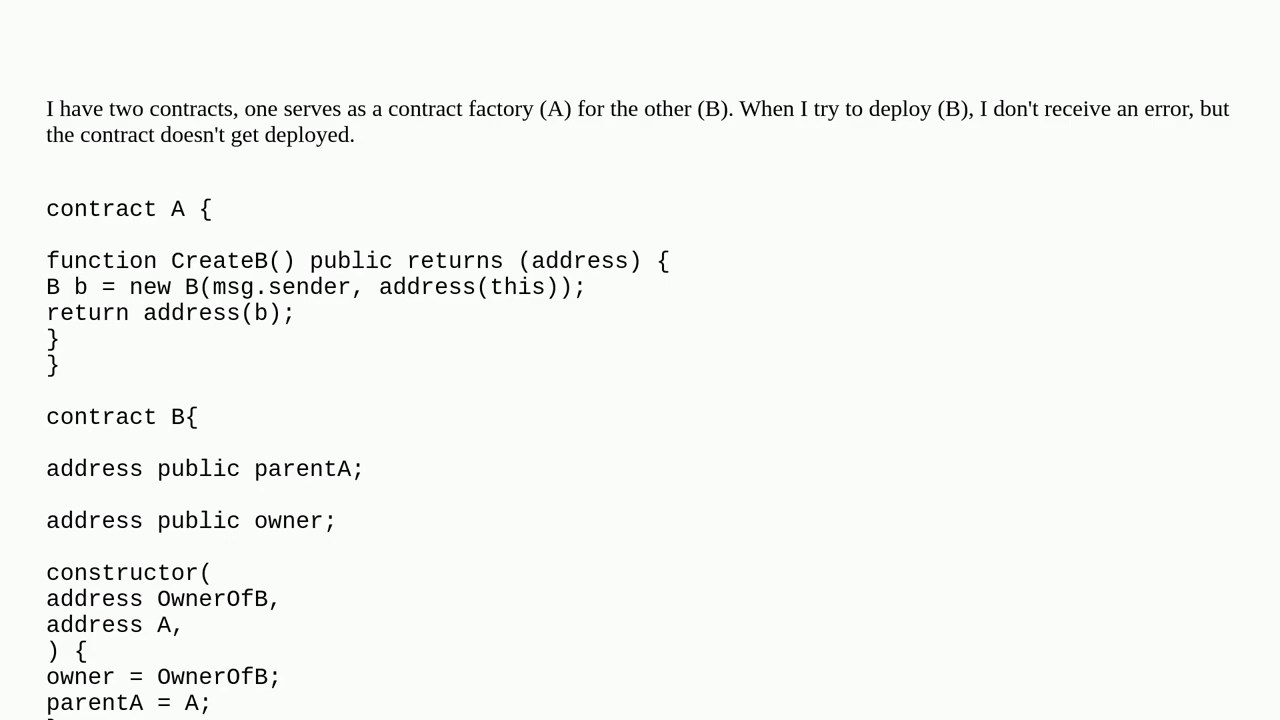 I have two contracts, one serves as a contract factory (A) for the other (B). When I try to deploy (B), I don't receive an error, but
the contract doesn't get deployed.
contract A {
function CreateB() public returns (address) {
B b = new B(msg.sender, address(this));
return address(b);
}
}
contract B{
address public parentA;
address public owner;
constructor(
address OwnerOfB,
address A,
) {
owner = OwnerOfB;
parentA = A;